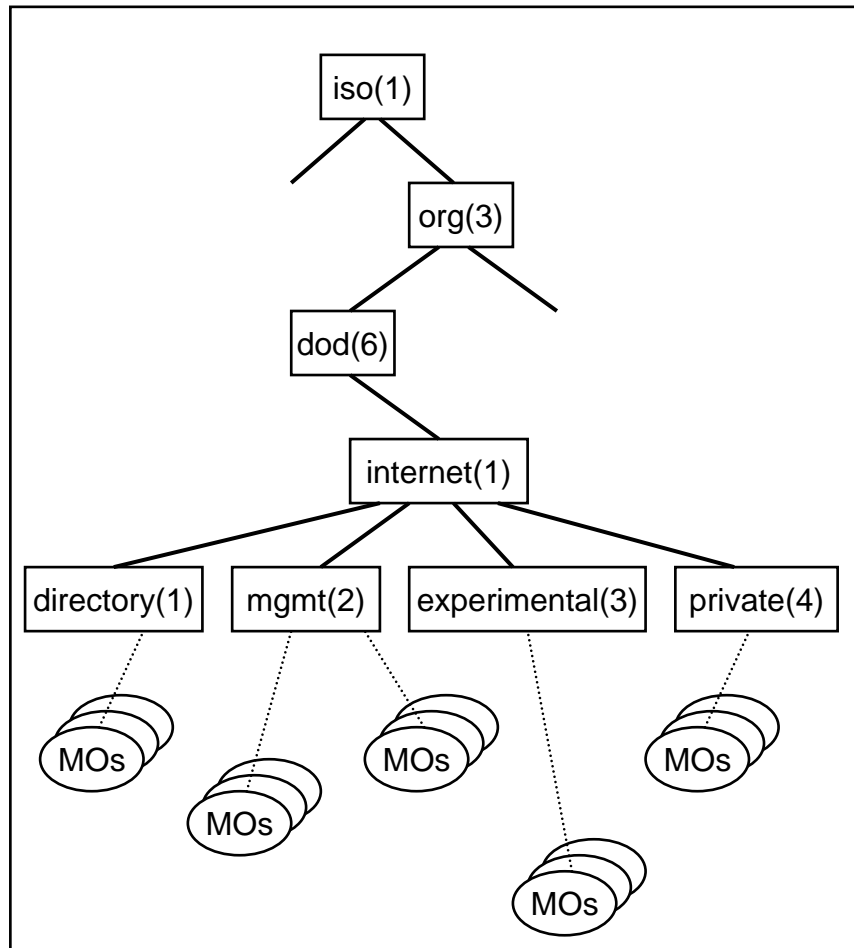 iso(1)
org(3)
dod(6)
internet(1)
directory(1)
mgmt(2)
experimental(3)
private(4)
MOs
MOs
MOs
MOs
MOs